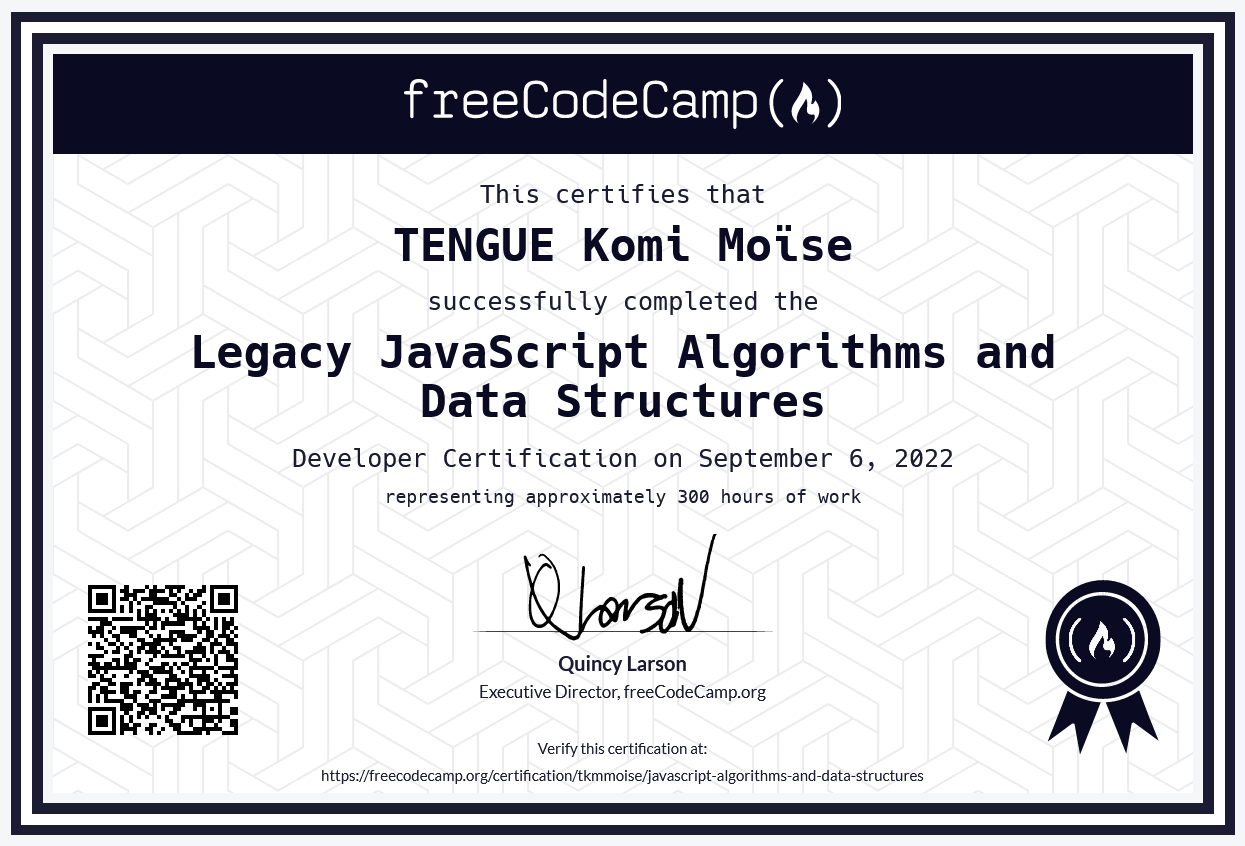 freeCodeCamp
This certifies that
TENGUE Komi Moïse
successfully completed the
Legacy JavaScript Algorithms and
Data Structures
Developer Certification on September 6, 2022
representing approximately 300 hours of work
Quincy Larson
Executive Director, freeCodeCamp.org
Verify this certification at:
https://freecodecamp.org/certification/tkmmoise/javascript-algorithms-and-data-structures